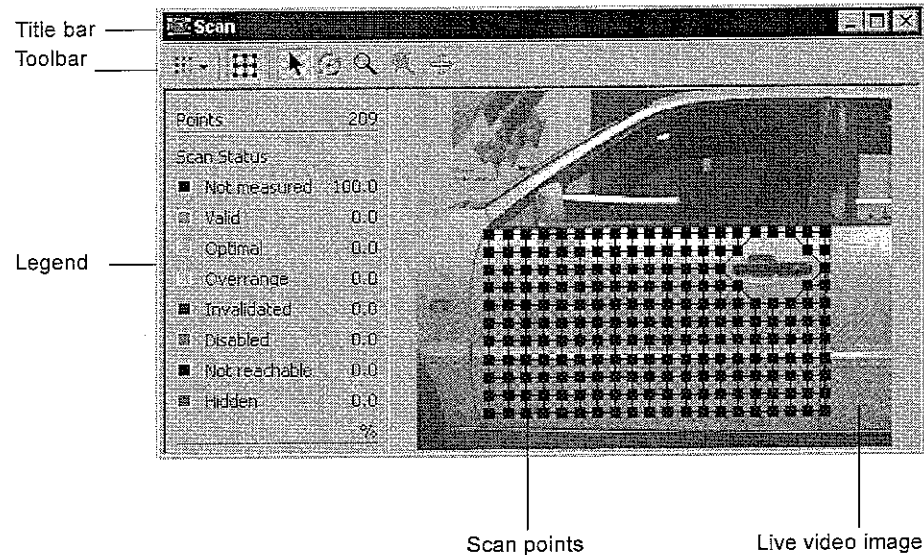 Title bar
Scan
Toolbar
Points 209
Scan Status
Not measured 100.0
Valid 0.0
Optimal 0.0
Overrange 0.0
Legend
Invalidated 0.0
Disabled 0.0
Not reachable 0.0
Hidden 0.0
%
Scan points
Live video image